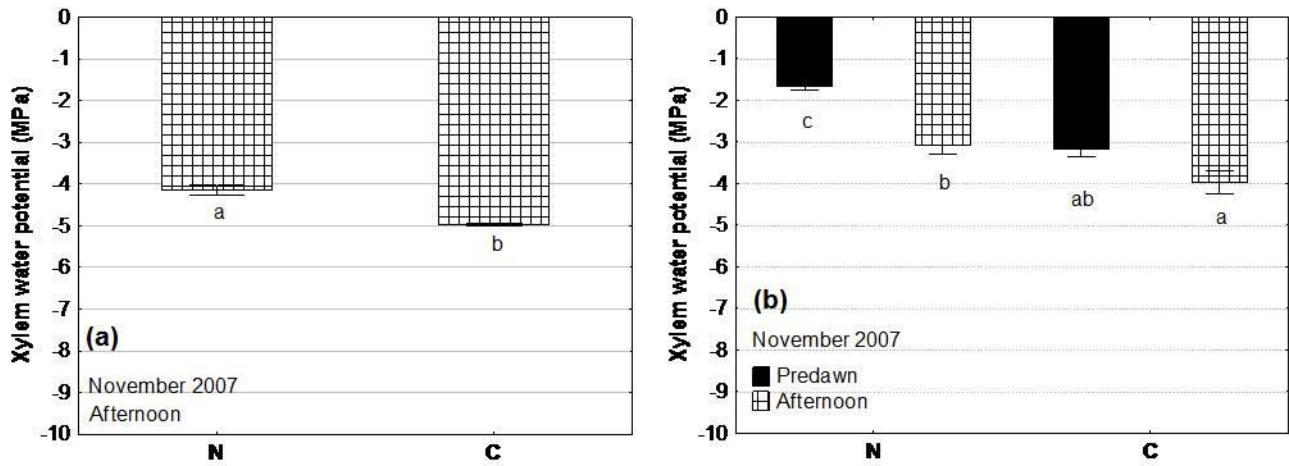 Xylem water potential (MPa)
0
-1
-2
-3
-4
-5
-6
-7
-8
-9
-10
a
b
(a)
November 2007
Afternoon
N
C
Xylem water potential (MPa)
0
-1
-2
-3
-4
-5
-6
-7
-8
-9
-10
c
b
ab
a
(b)
November 2007
Predawn
Afternoon
N
C